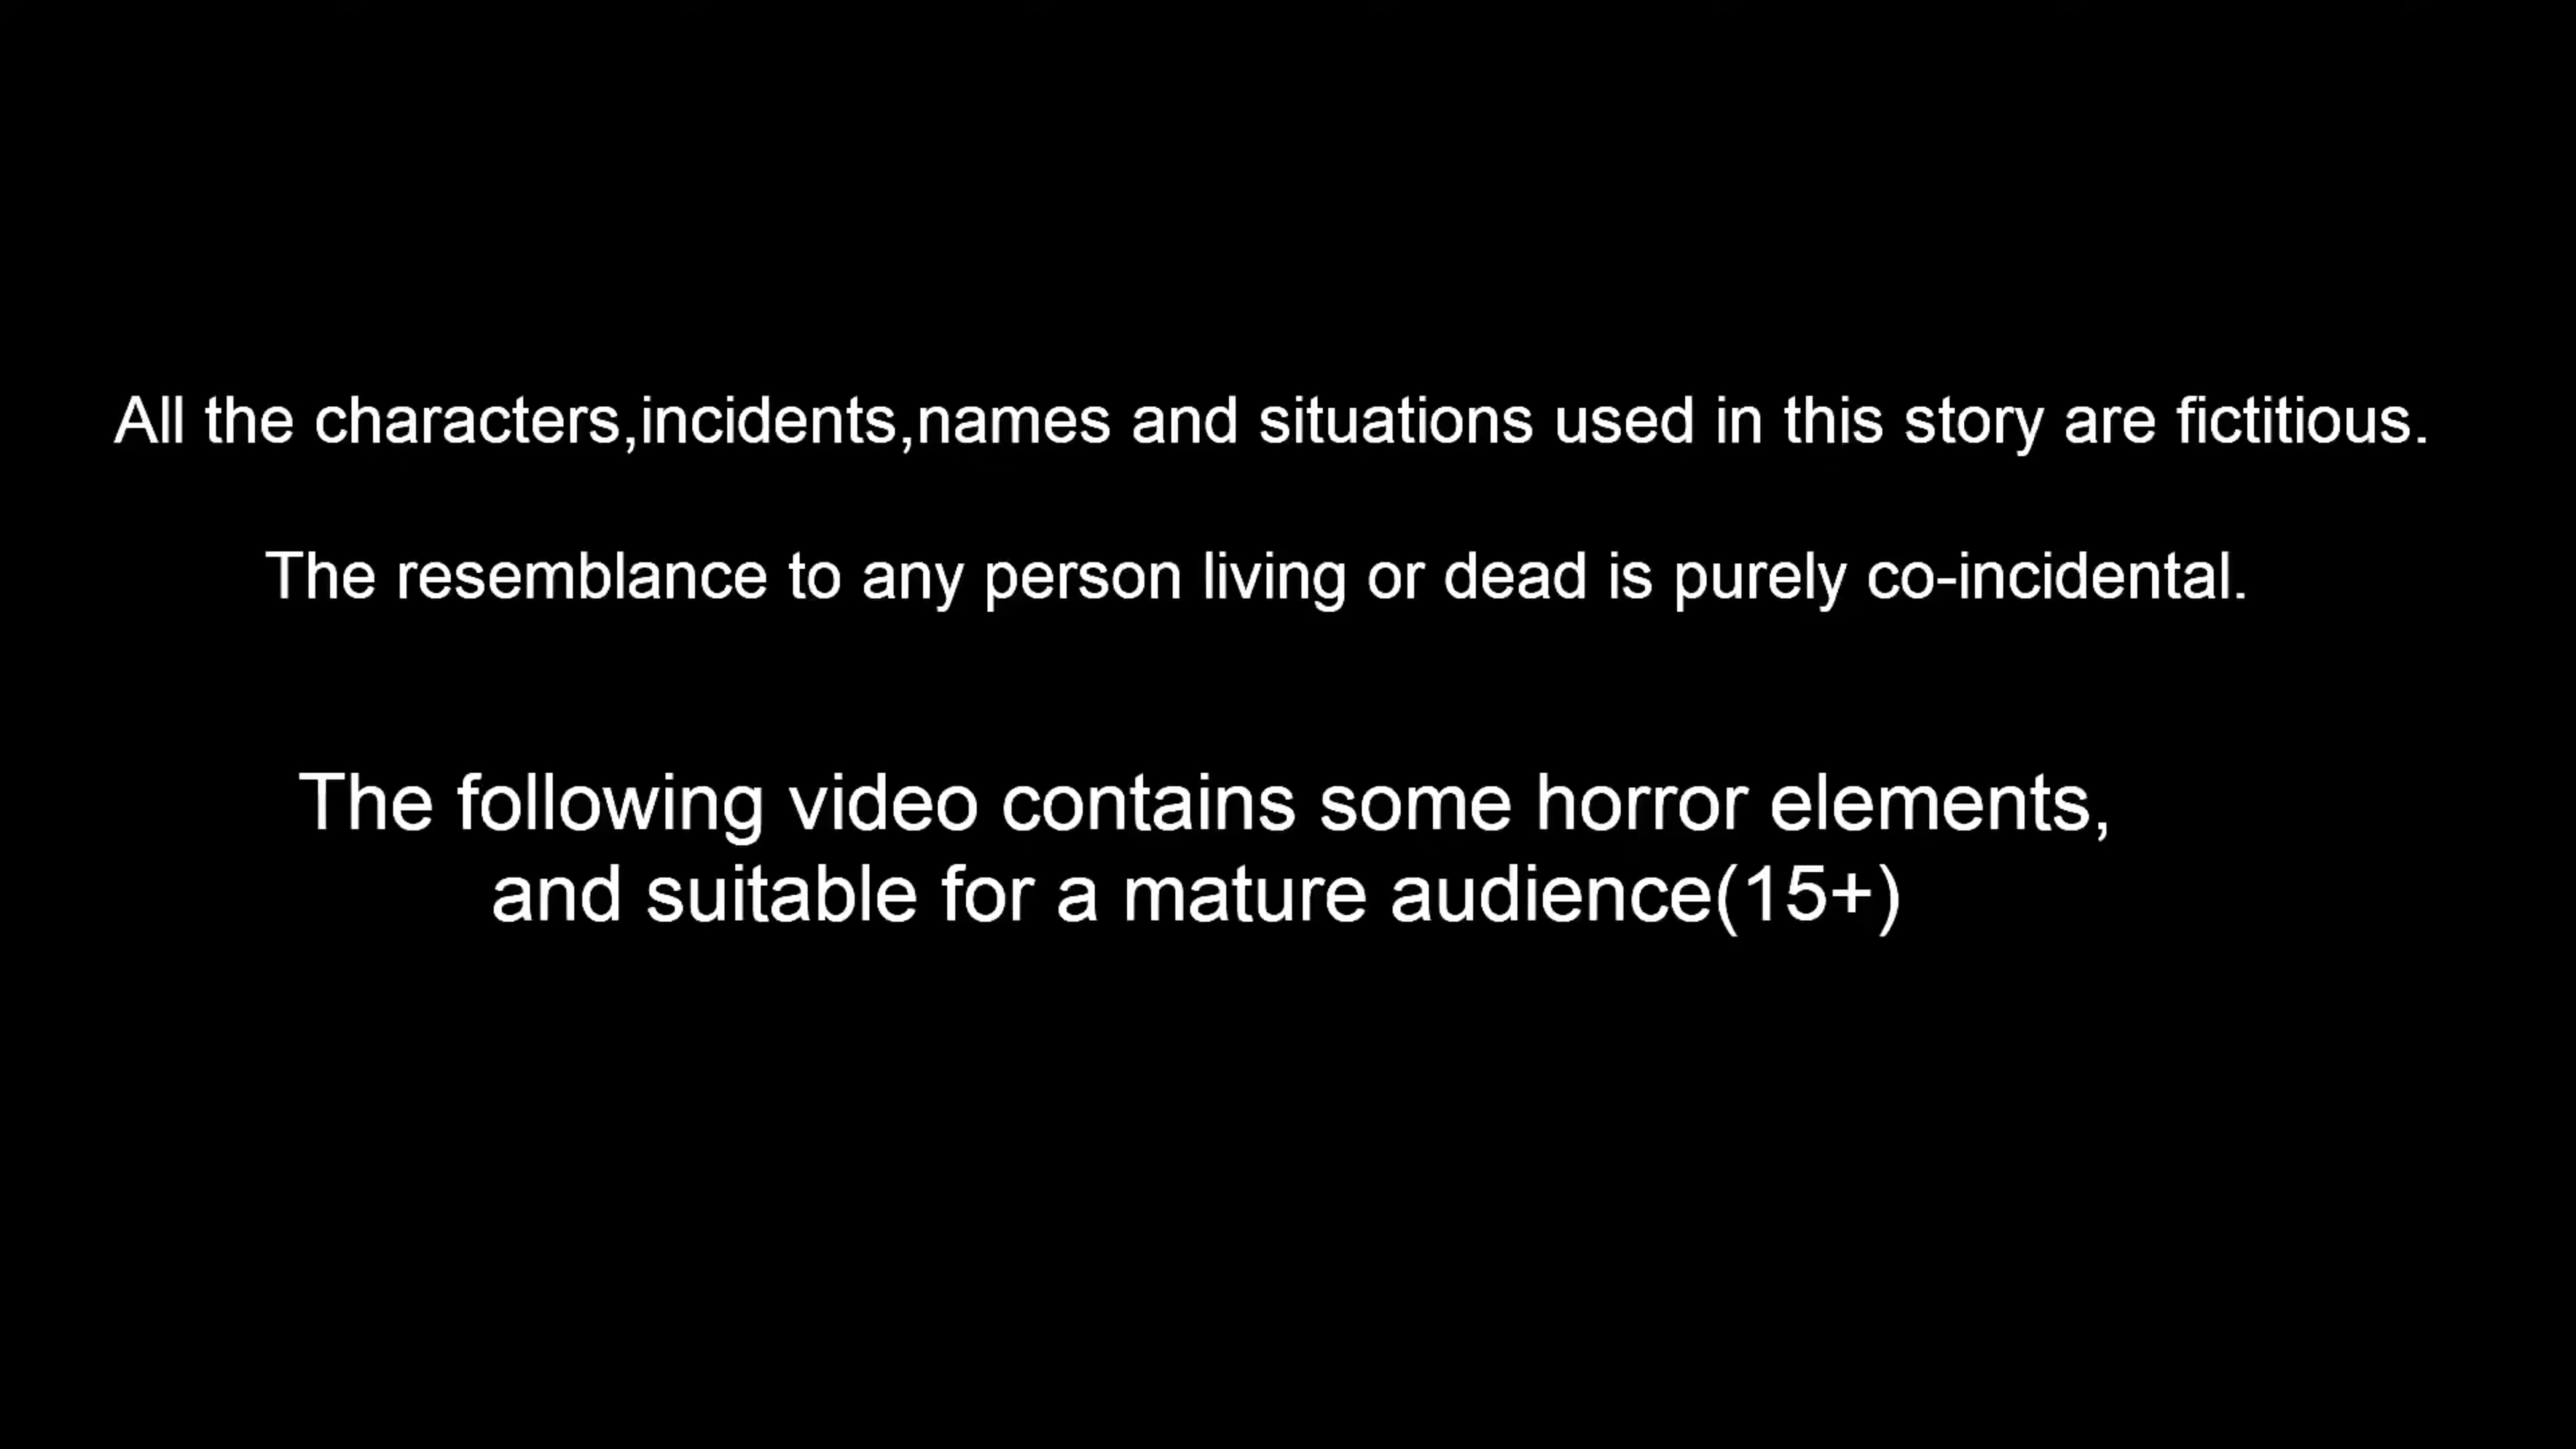 All the characters,incidents,names and situations used in this story are fictitious.
The resemblance to any person living or dead is purely co-incidental.
The following video contains some horror elements,
and suitable for a mature audience(15+)